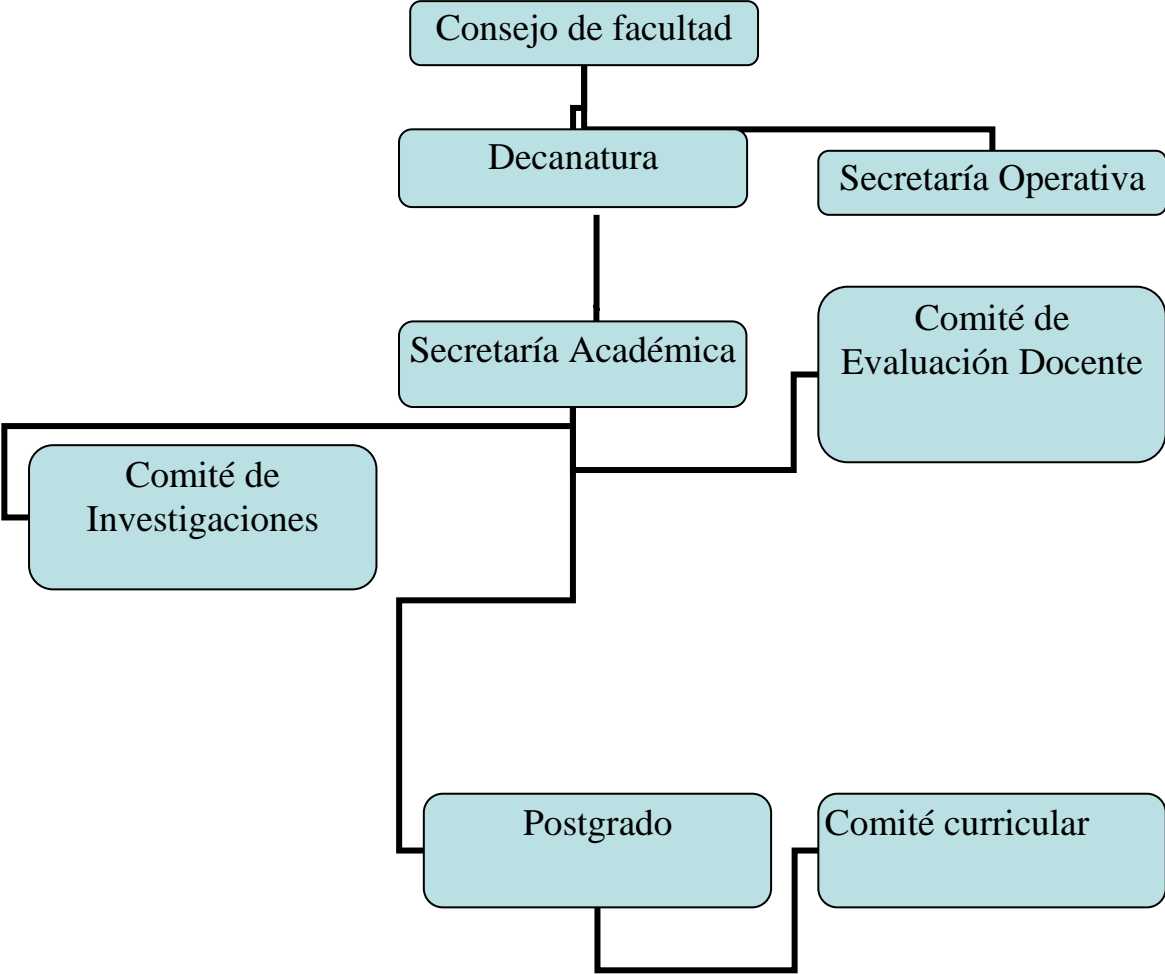 Consejo de facultad
Decanatura
Secretaría Operativa
Secretaría Académica
Comité de
Evaluación Docente
Comité de
Investigaciones
Postgrado
Comité curricular